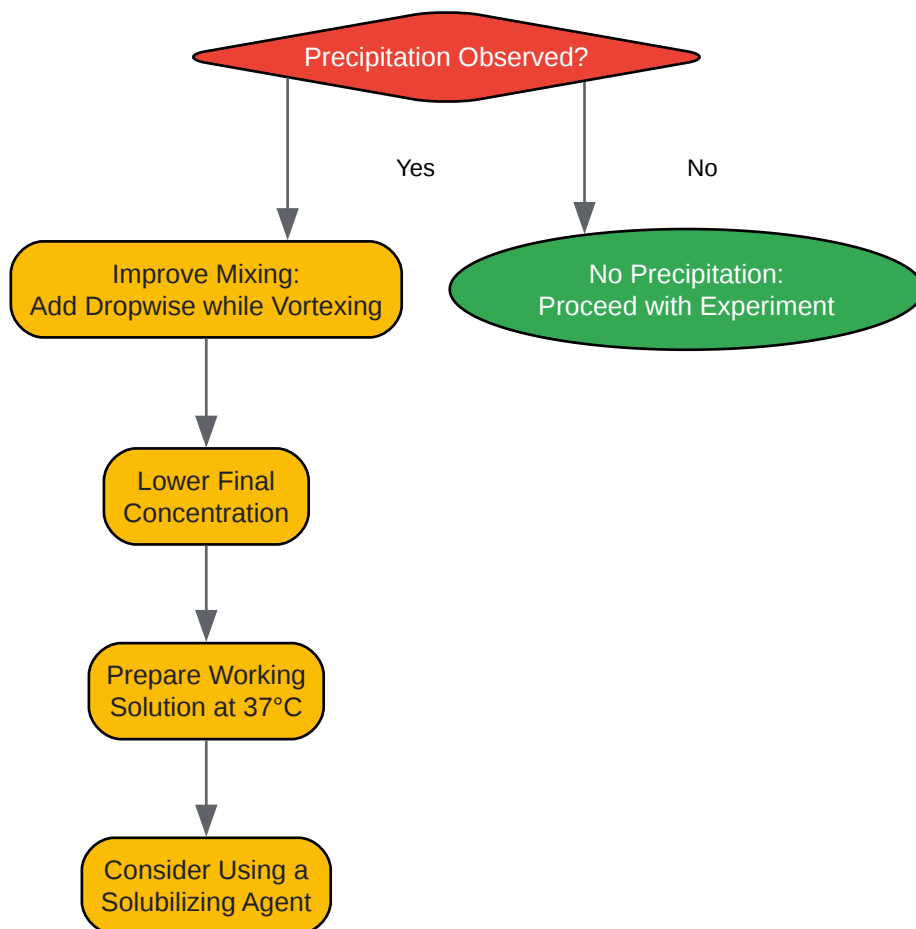 Precipitation Observed?
Yes
No
Improve Mixing:
Add Dropwise while Vortexing
No Precipitation:
Proceed with Experiment
Lower Final
Concentration
Prepare Working
Solution at 37°C
Consider Using a
Solubilizing Agent